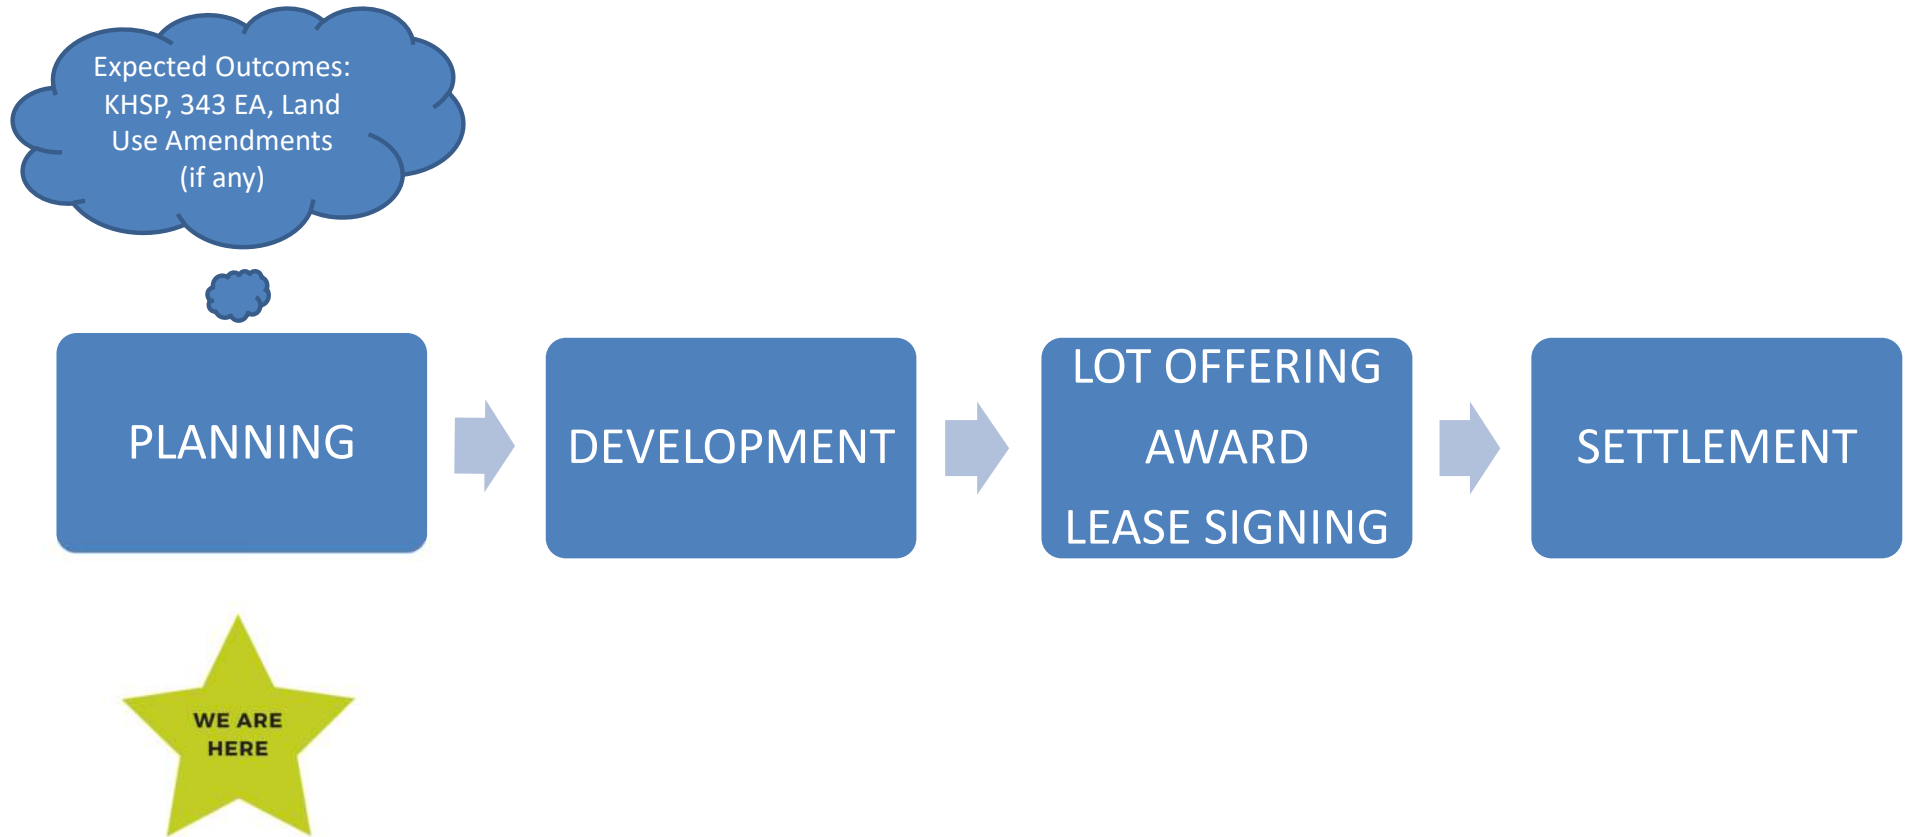 Expected Outcomes:
KHSP, 343 EA, Land
Use Amendments
(if any)
PLANNING
DEVELOPMENT
LOT OFFERING
AWARD
LEASE SIGNING
SETTLEMENT
WE ARE
HERE